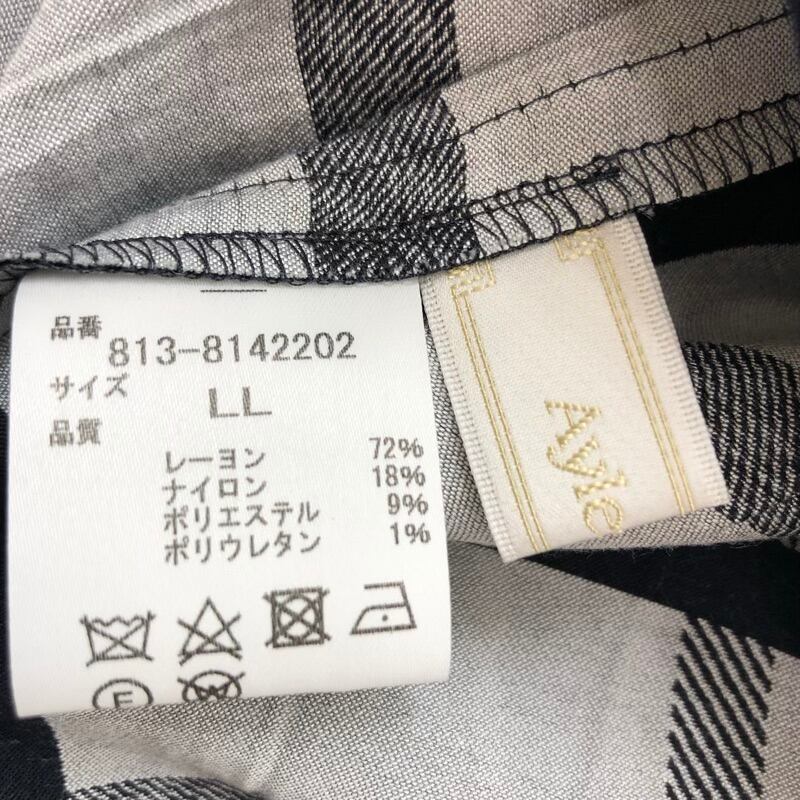 品番
813-8142202
サイズ
LL
品質
レーヨン 72%
ナイロン 18%
ポリエステル 9%
ポリウレタン 1%
Ayle